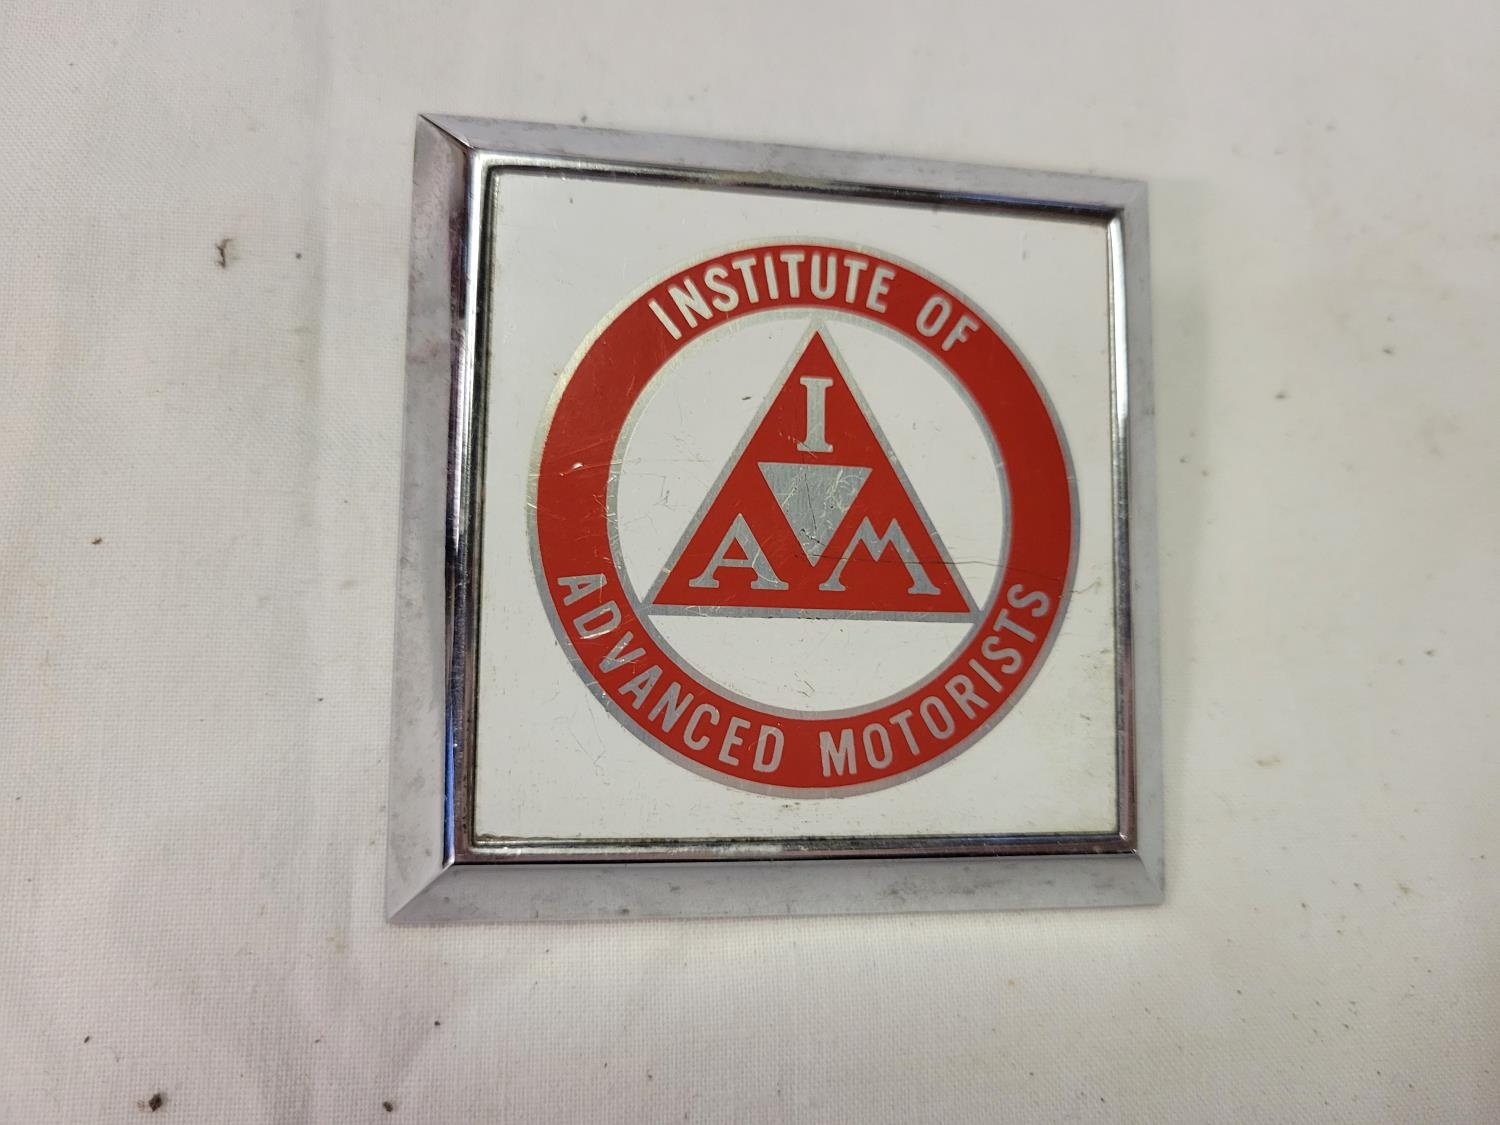 INSTITUTE OF
I
A M
ADVANCED MOTORISTS